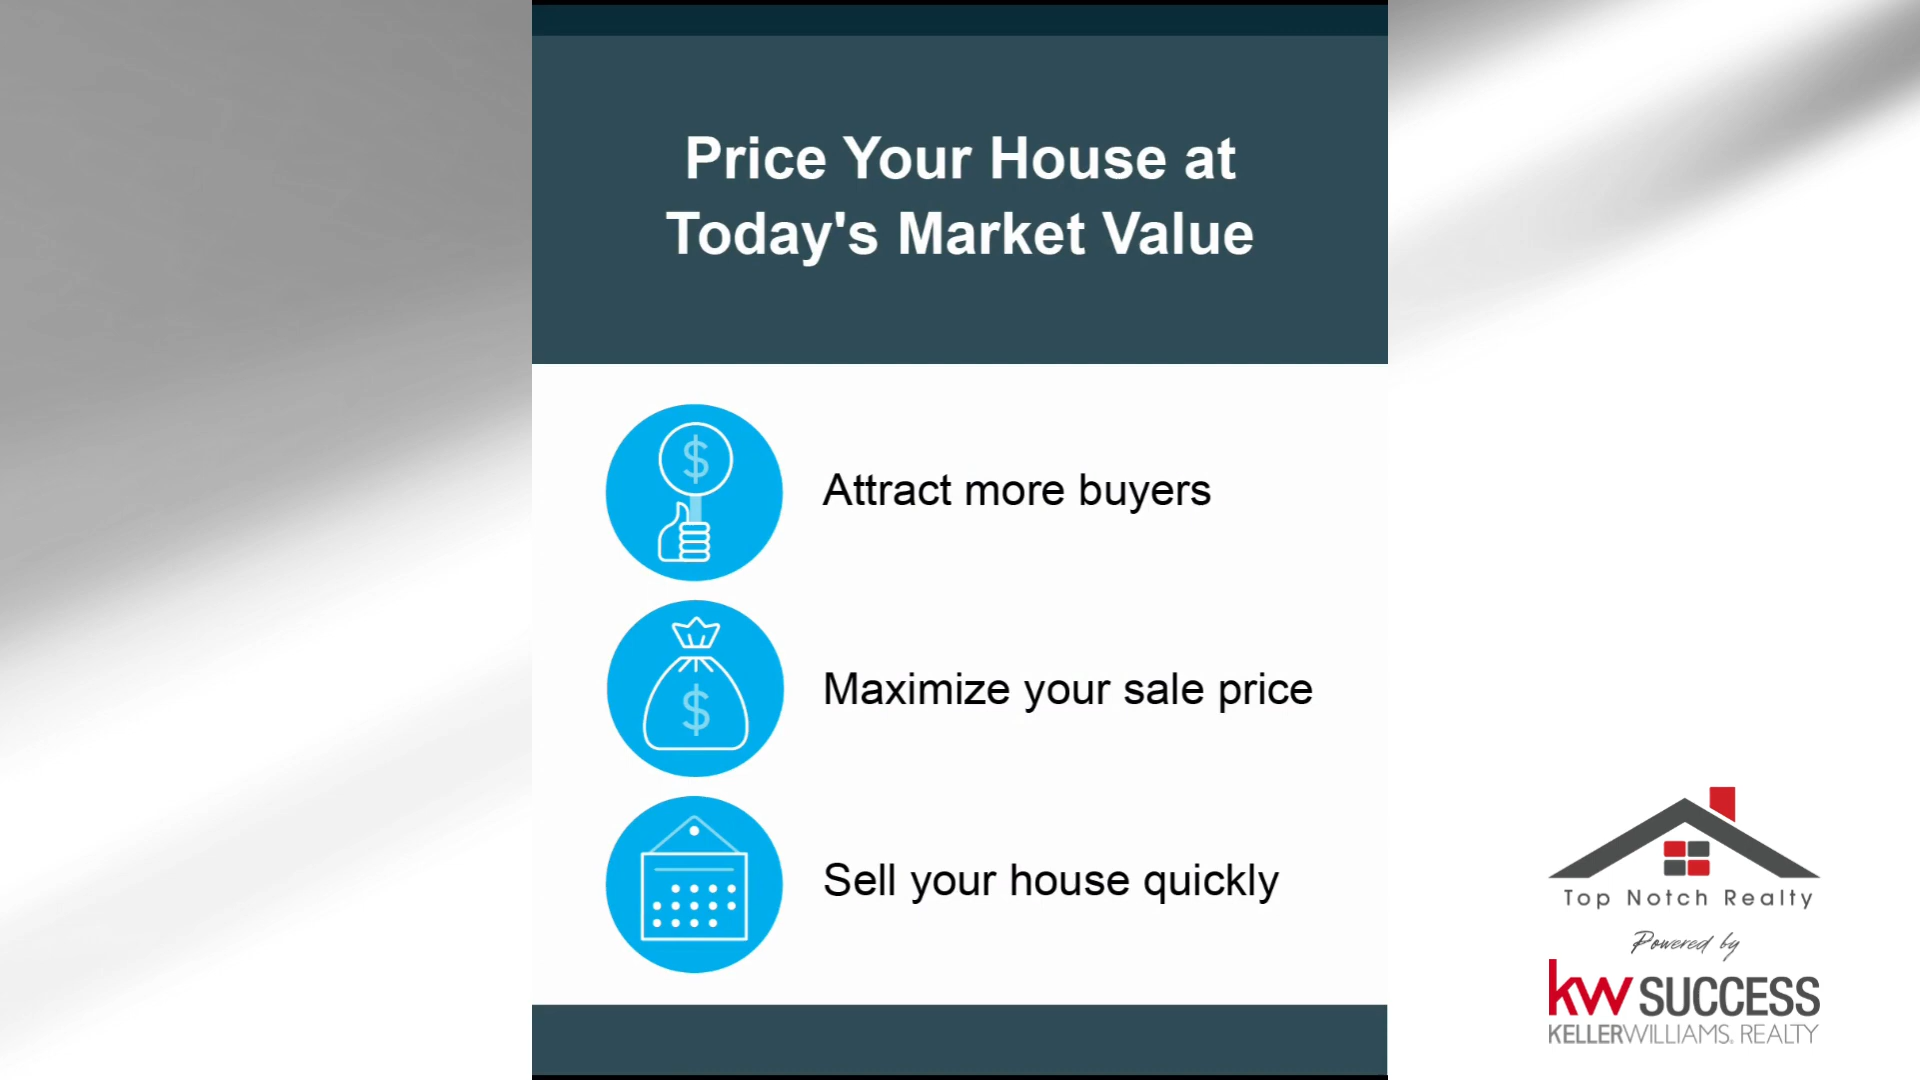 Price Your House at
Today's Market Value
$
Attract more buyers
$
Maximize your sale price
Sell your house quickly
Top Notch Realty
Powered by
kw SUCCESS
KELLERWILLIAMS. REALTY